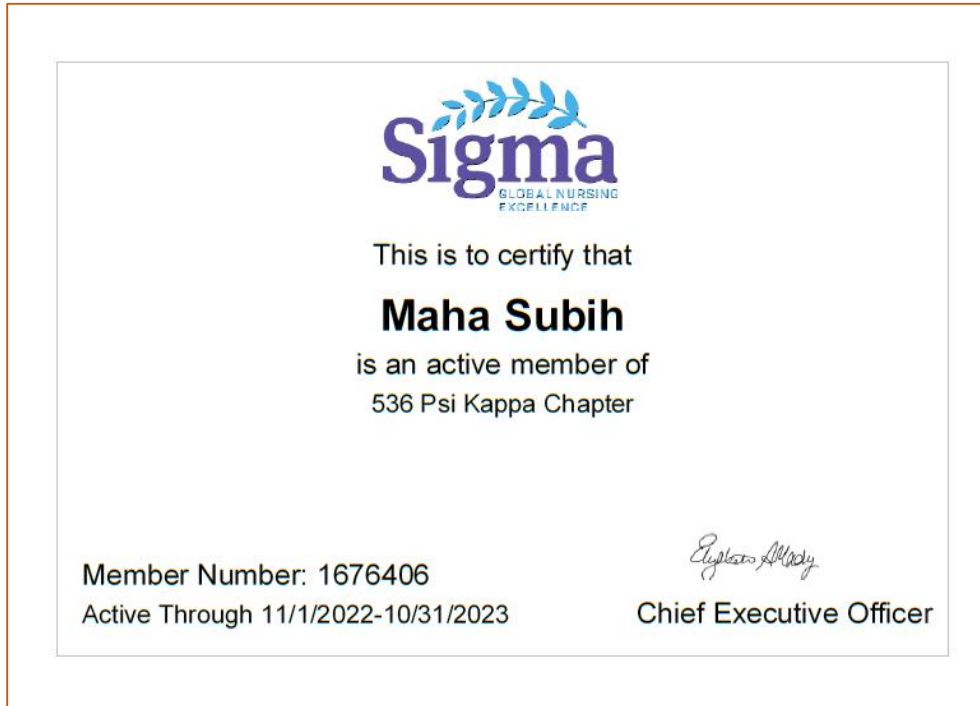 Sigma
GLOBAL NURSING
EXCELLENCE
This is to certify that
Maha Subih
is an active member of
536 Psi Kappa Chapter
Member Number: 1676406
Active Through 11/1/2022-10/31/2023
Chief Executive Officer